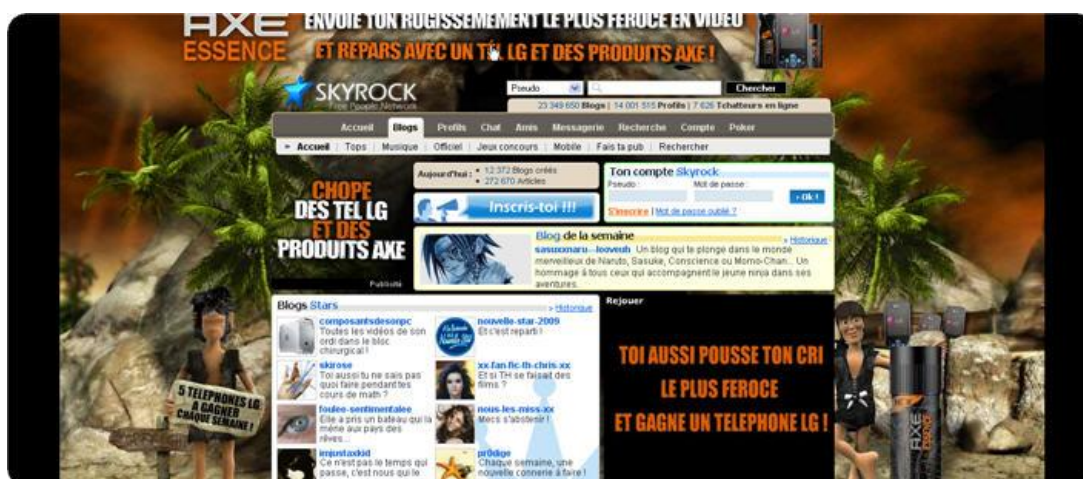 AXE
ESSENCE
ENVOIE TON RUGISSEMEMENT LE PLUS FEROCE EN VIDEO
ET REPARS AVEC UN TEL LG ET DES PRODUITS AXE !
SKYROCK
Free People Network
Pseudo
Chercher
23 349 650 Blogs | 14 001 515 Profils | 7 626 Tchatteurs en ligne
Accueil Blogs Profils Chat Amis Messagerie Recherche Compte Poker
Accueil | Tops | Musique | Officiel | Jeux concours | Mobile | Fais ta pub | Rechercher
CHOPE
DES TEL LG
ET DES
PRODUITS AXE
Publicité
Aujourd'hui : • 12 372 Blogs créés
• 272 670 Articles
Inscris-toi !!!
Ton compte Skyrock
Pseudo : Mot de passe :
› Ok !
S'inscrire | Mot de passe oublié ?
Blog de la semaine
» Historique
sasuxnaru--looveuh Un blog qui te plonge dans le monde
merveilleux de Naruto, Sasuke, Conscience ou Momo-Chan... Un
hommage à tous ceux qui accompagnent le jeune ninja dans ses
aventures.
Blogs Stars
» Historique
composantsdesonpc
Toutes les vidéos de son
ordi dans le bloc
chirurgical !
nouvelle-star-2009
Et c'est reparti !
skirose
Toi aussi tu ne sais pas
quoi faire pendant tes
cours de math ?
xx-fan-fic-th-chris-xx
Et si TH se faisait des
films ?
foulee-sentimentalee
Elle a pris un bateau qui la
mène aux pays des
rêves...
nous-les-miss-xx
Mecs s'abstenir !
imjustaxkid
Ce n'est pas le temps qui
passe, c'est nous qui le
pr0dige
Chaque semaine, une
nouvelle connerie à faire !
Rejouer
TOI AUSSI POUSSE TON CRI
LE PLUS FEROCE
ET GAGNE UN TELEPHONE LG !
5 TELEPHONES LG
A GAGNER
CHAQUE SEMAINE !
AXE
ESSENCE